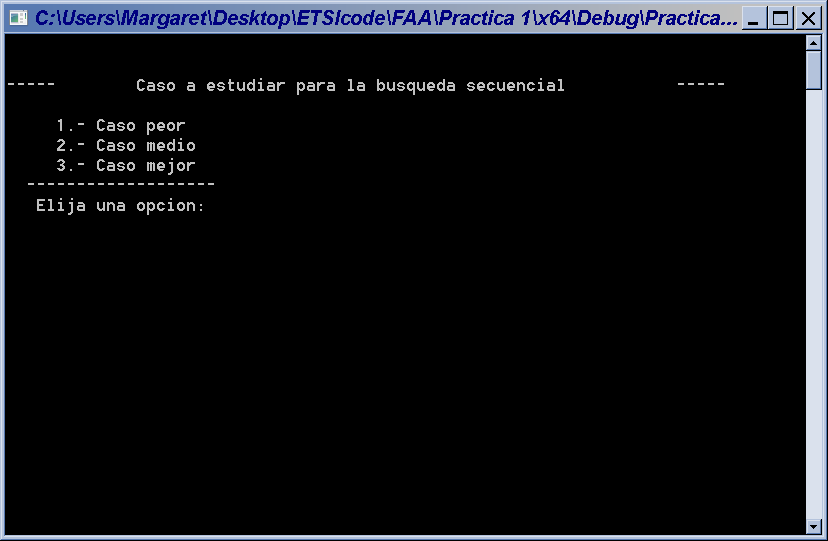 C:\Users\Margaret\Desktop\ETSIcode\FAA\Practica 1\x64\Debug\Practica...
----- Caso a estudiar para la busqueda secuencial -----
1.- Caso peor
2.- Caso medio
3.- Caso mejor
-------------------
Elija una opcion: